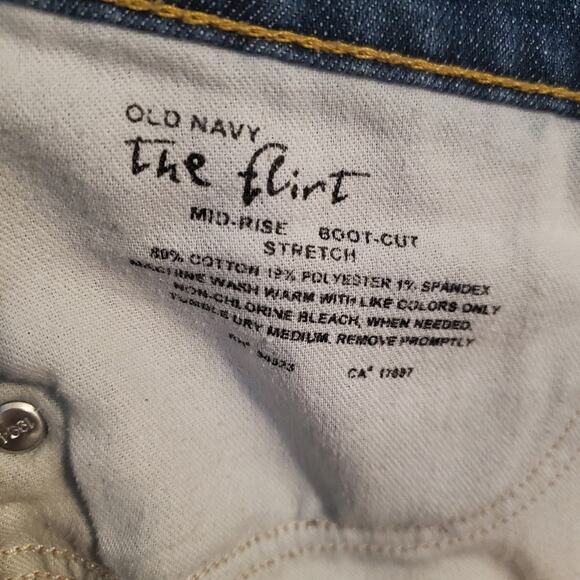 OLD NAVY
the flirt
MID-RISE BOOT-CUT
STRETCH
80% COTTON 19% POLYESTER 1% SPANDEX
MACHINE WASH WARM WITH LIKE COLORS ONLY
NON-CHLORINE BLEACH, WHEN NEEDED.
TUMBLE DRY MEDIUM. REMOVE PROMPTLY
CA# 17897
1994